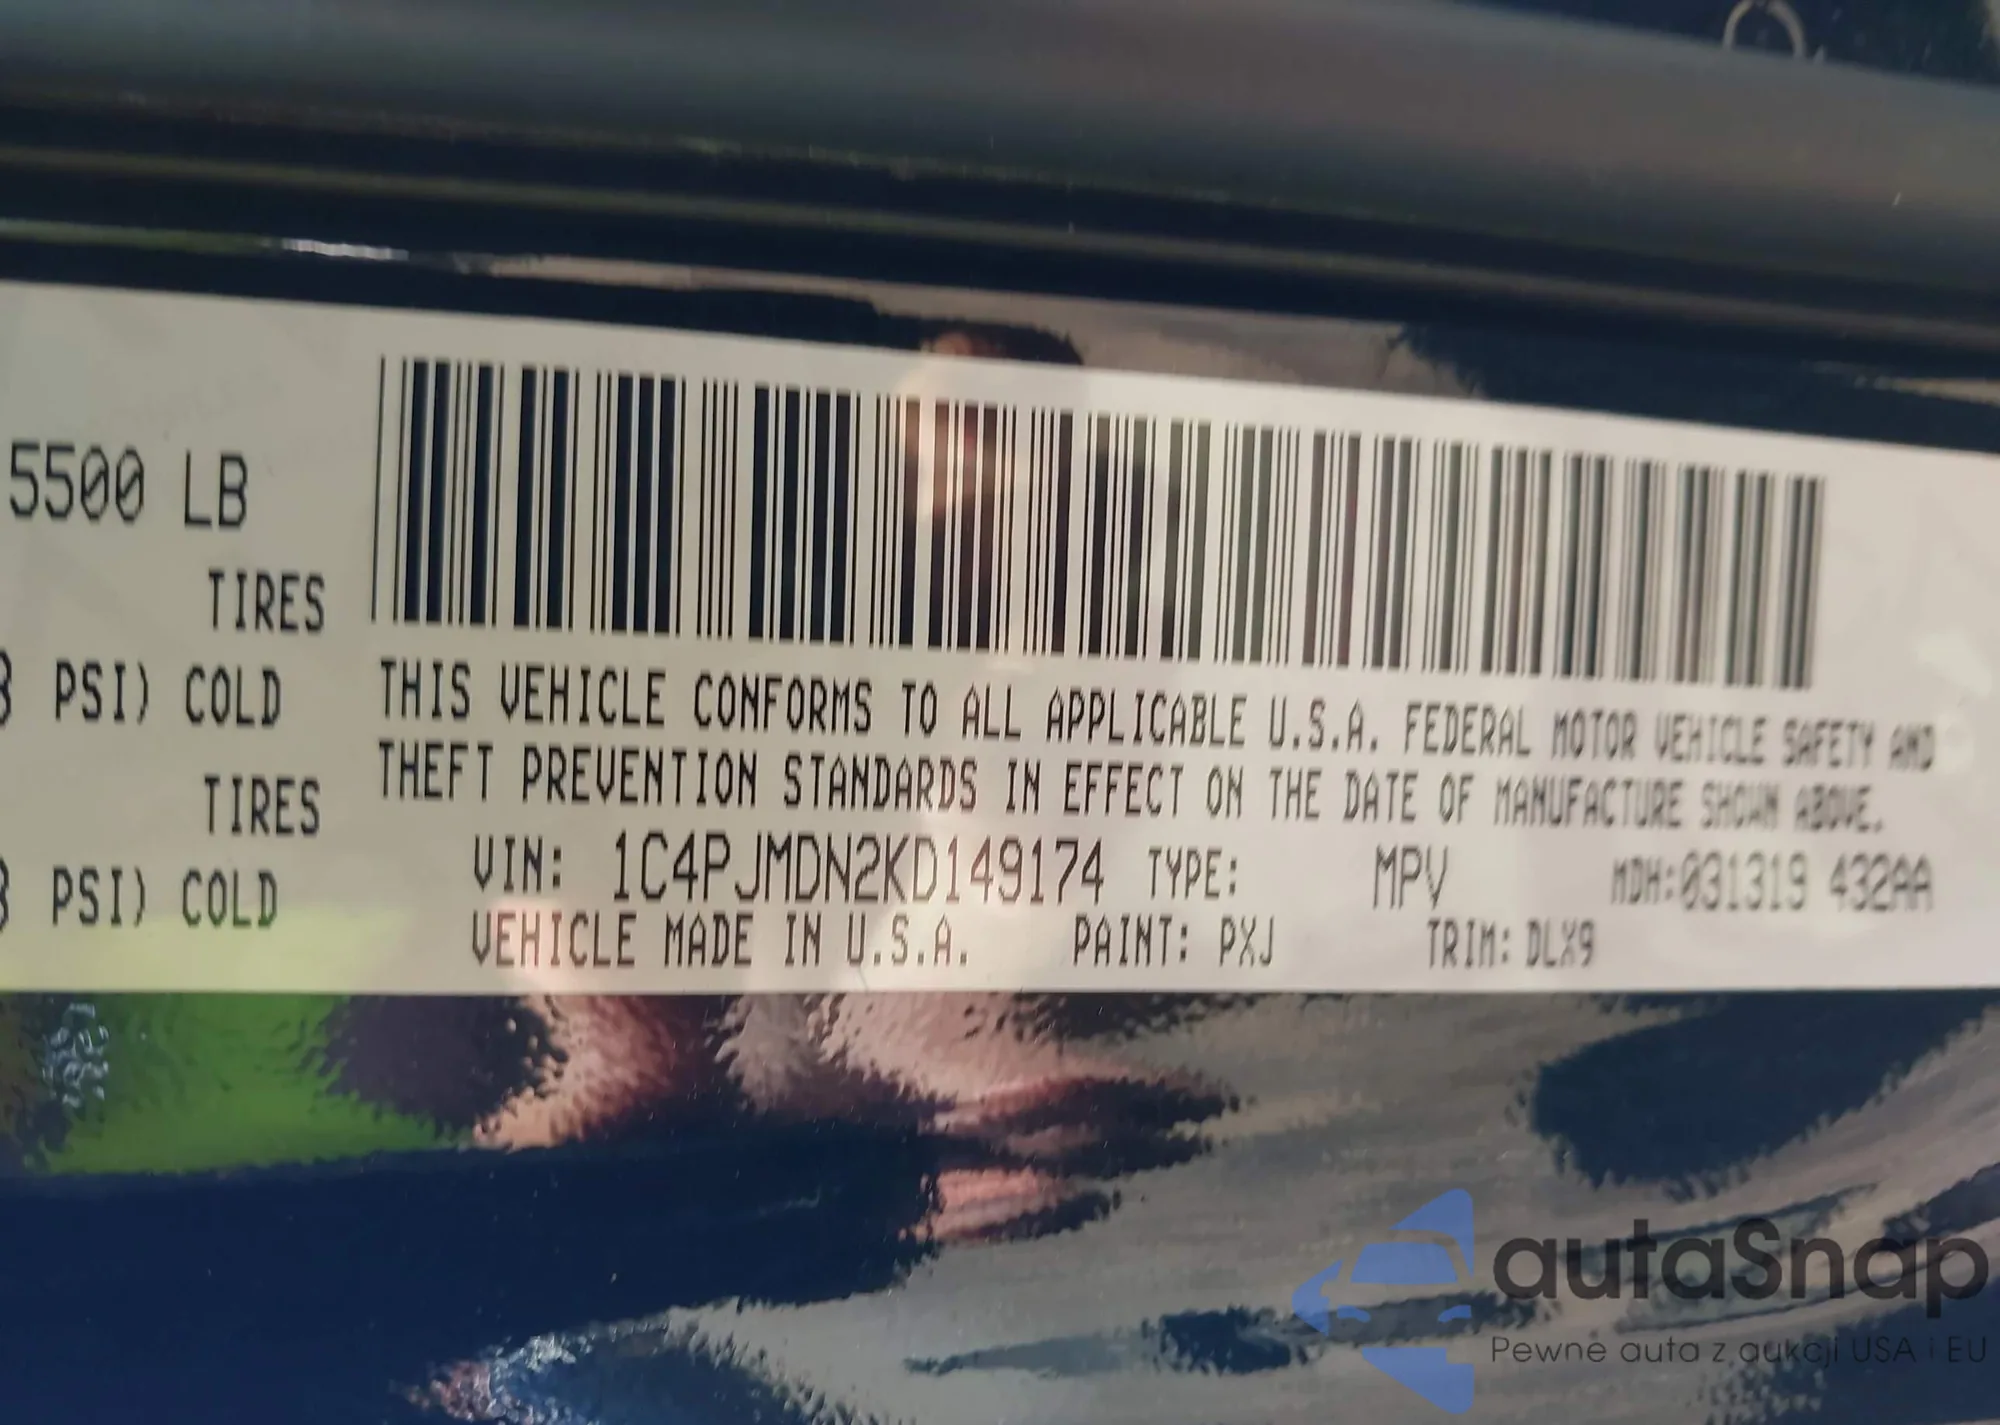 5500 LB
TIRES
PSI) COLD
TIRES
PSI) COLD
THIS VEHICLE CONFORMS TO ALL APPLICABLE U.S.A. FEDERAL MOTOR VEHICLE SAFETY AND
THEFT PREVENTION STANDARDS IN EFFECT ON THE DATE OF MANUFACTURE SHOWN ABOVE.
VIN: 1C4PJMDN2KD149174 TYPE: MPV MDH:031319 432AA
VEHICLE MADE IN U.S.A. PAINT: PXJ TRIM: DLX9
autaSnap
Pewne auta z aukcji USA i EU